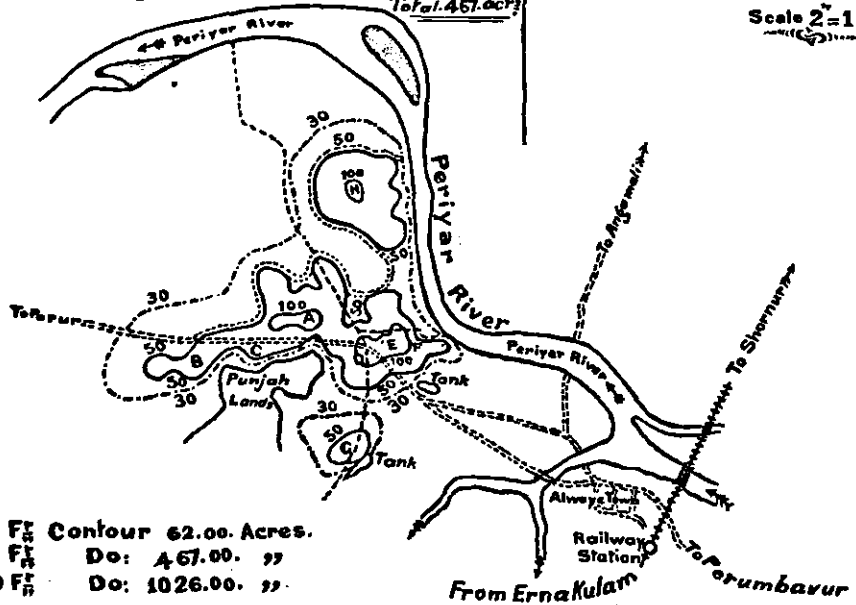 Total.467.acrs
Scale 2"=1
Periyar River
30
50
100
H
Periyar
River
50
To Angamali
To Shornur
30
100
A
To Parur
50
B
C
50
30
Punjah
Lands
E
F
100
50
30
Tank
Periyar River
30
50
G
Tank
Alwaye Town
Railway
Station
To Perumbavur
From Ernakulam
Ft Contour 62.00. Acres.
Ft Do: 467.00. "
Ft Do: 1026.00. "